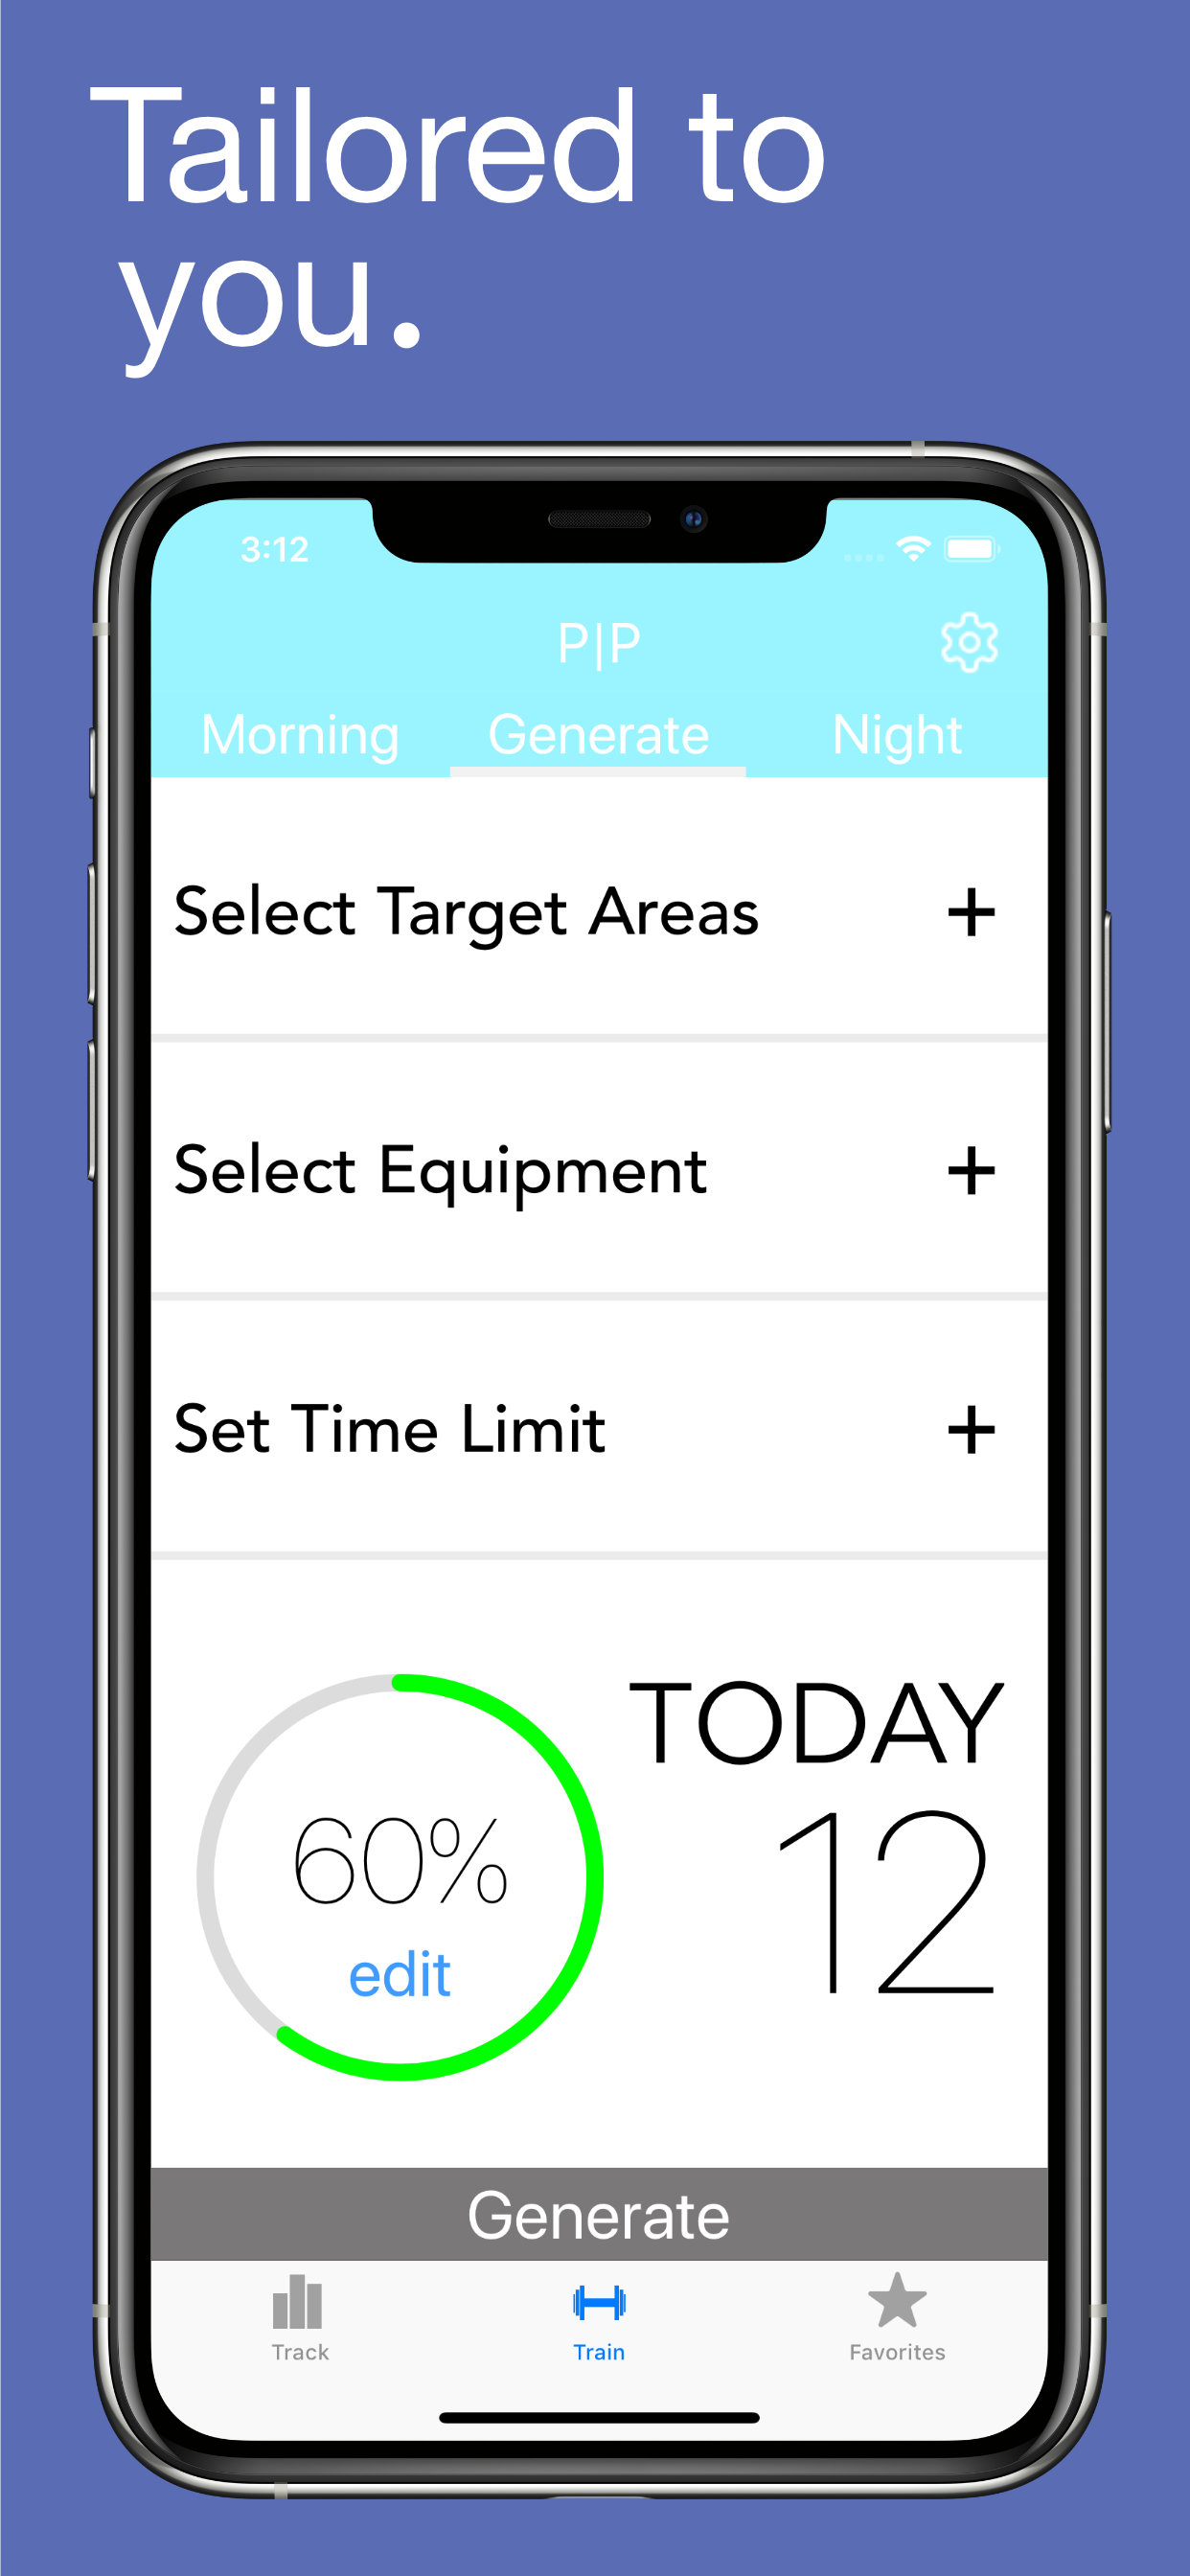 Tailored to
you.
3:12
P|P
Morning Generate Night
Select Target Areas +
Select Equipment +
Set Time Limit +
TODAY
60%
12
edit
Generate
Track Train Favorites